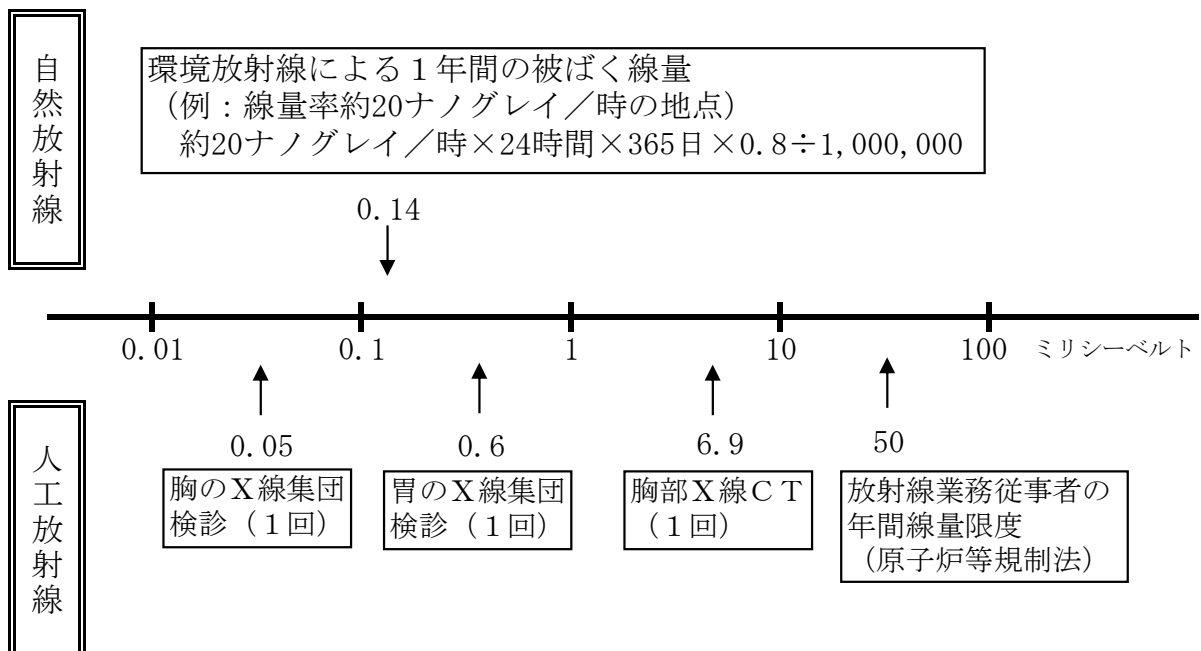 自然放射線
環境放射線による１年間の被ばく線量
（例：線量率約20ナノグレイ／時の地点）
約20ナノグレイ／時×24時間×365日×0.8÷1,000,000
0.14
0.01
0.1
1
10
100
ミリシーベルト
人工放射線
0.05
胸のＸ線集団
検診（１回）
0.6
胃のＸ線集団
検診（１回）
6.9
胸部Ｘ線ＣＴ
（１回）
50
放射線業務従事者の
年間線量限度
（原子炉等規制法）